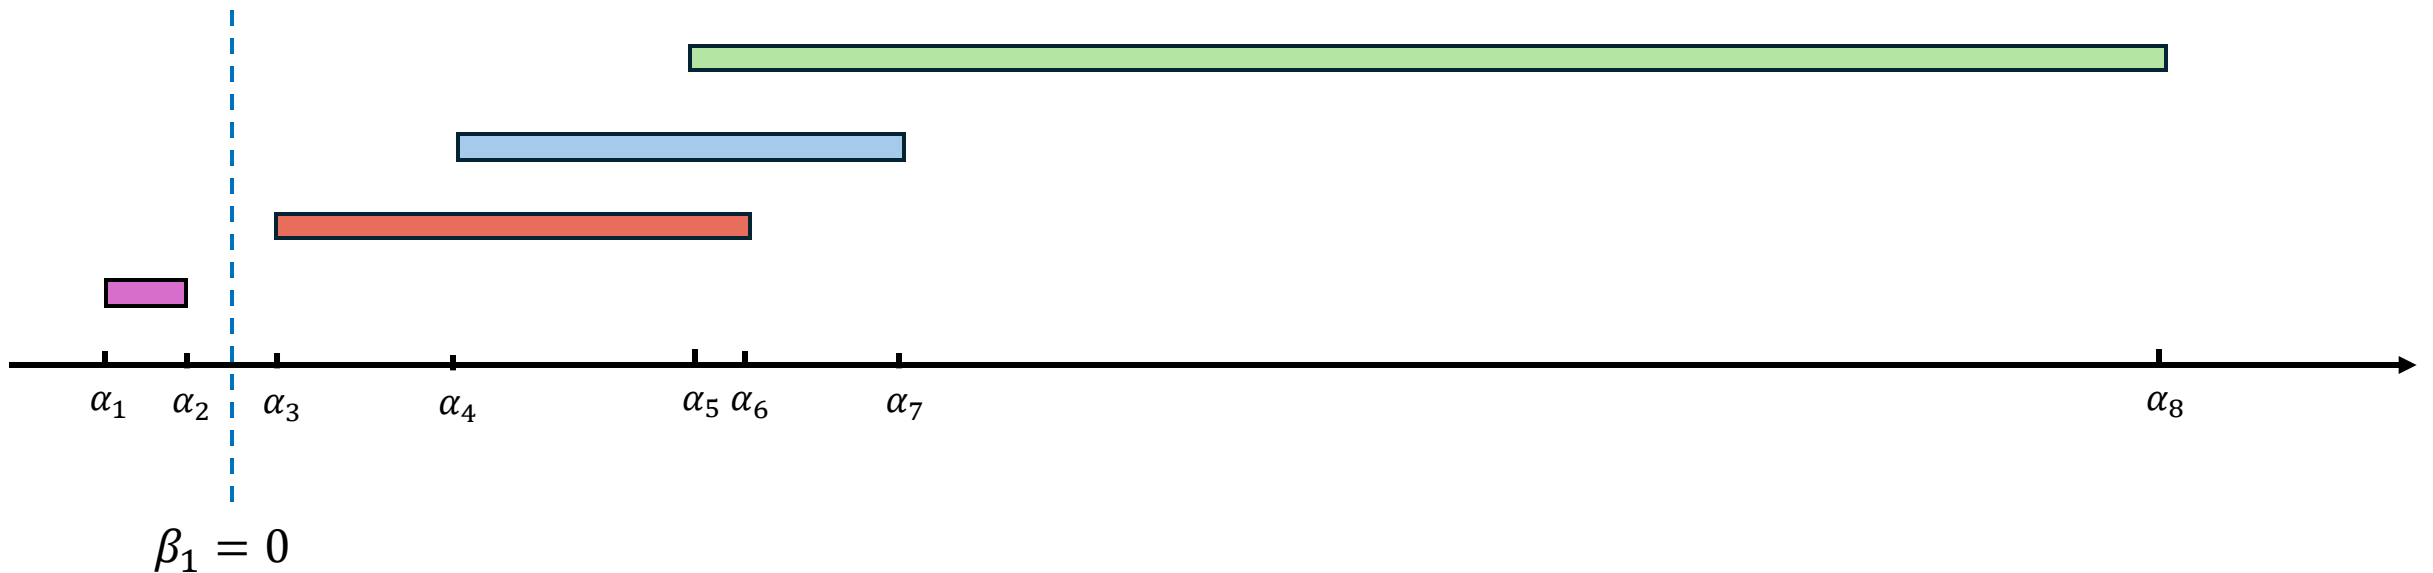 α₁ α₂ α₃ α₄ α₅ α₆ α₇ α₈
β₁ = 0